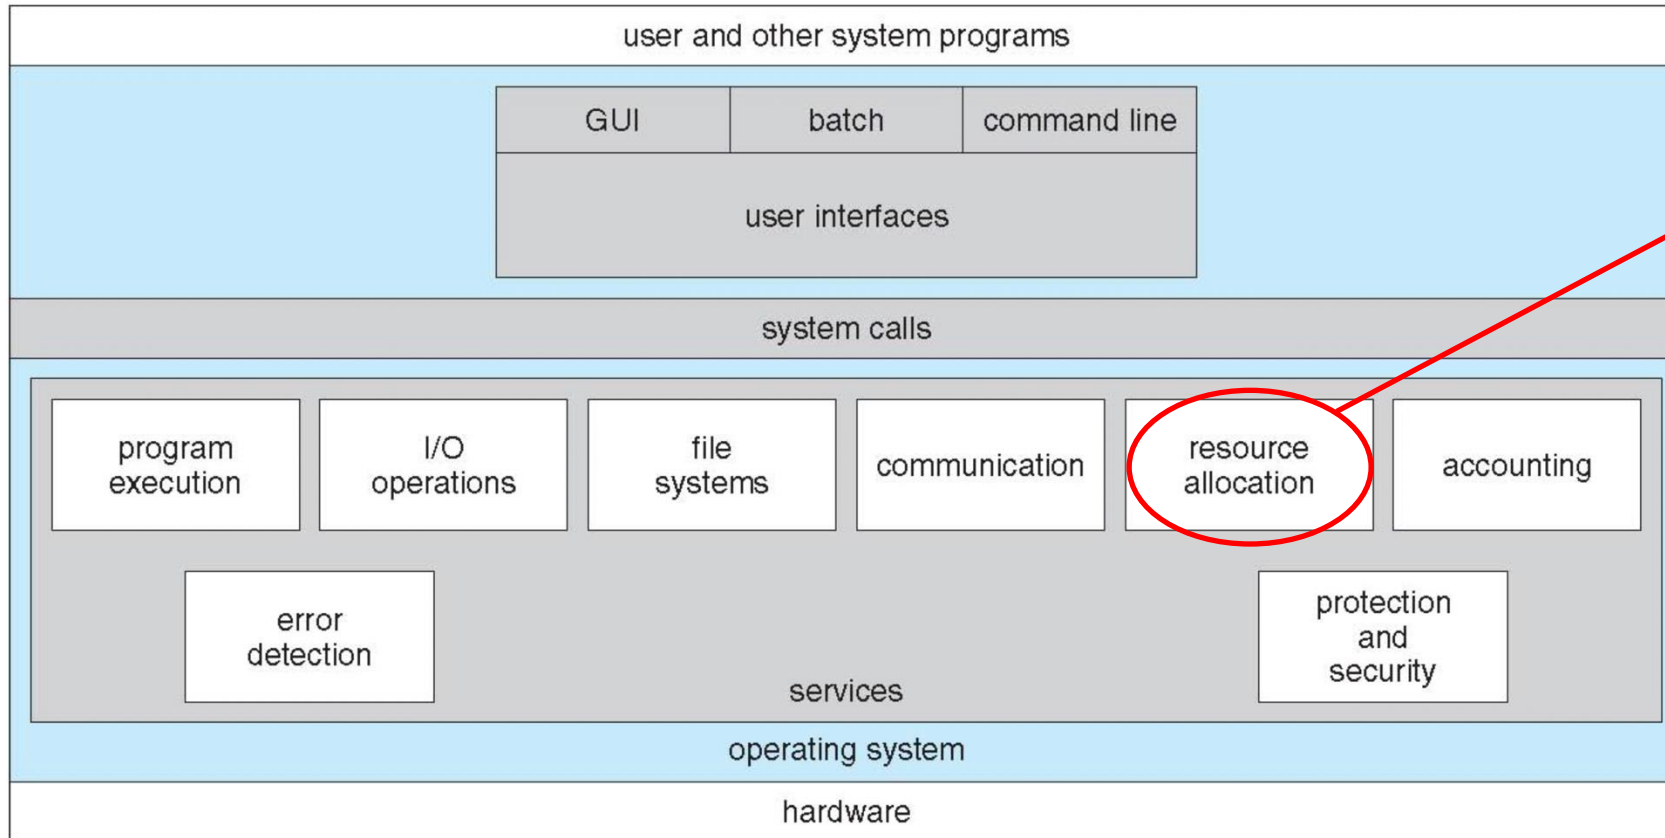 user and other system programs
GUI
batch
command line
user interfaces
system calls
program
execution
I/O
operations
file
systems
communication
resource
allocation
accounting
error
detection
protection
and
security
services
operating system
hardware